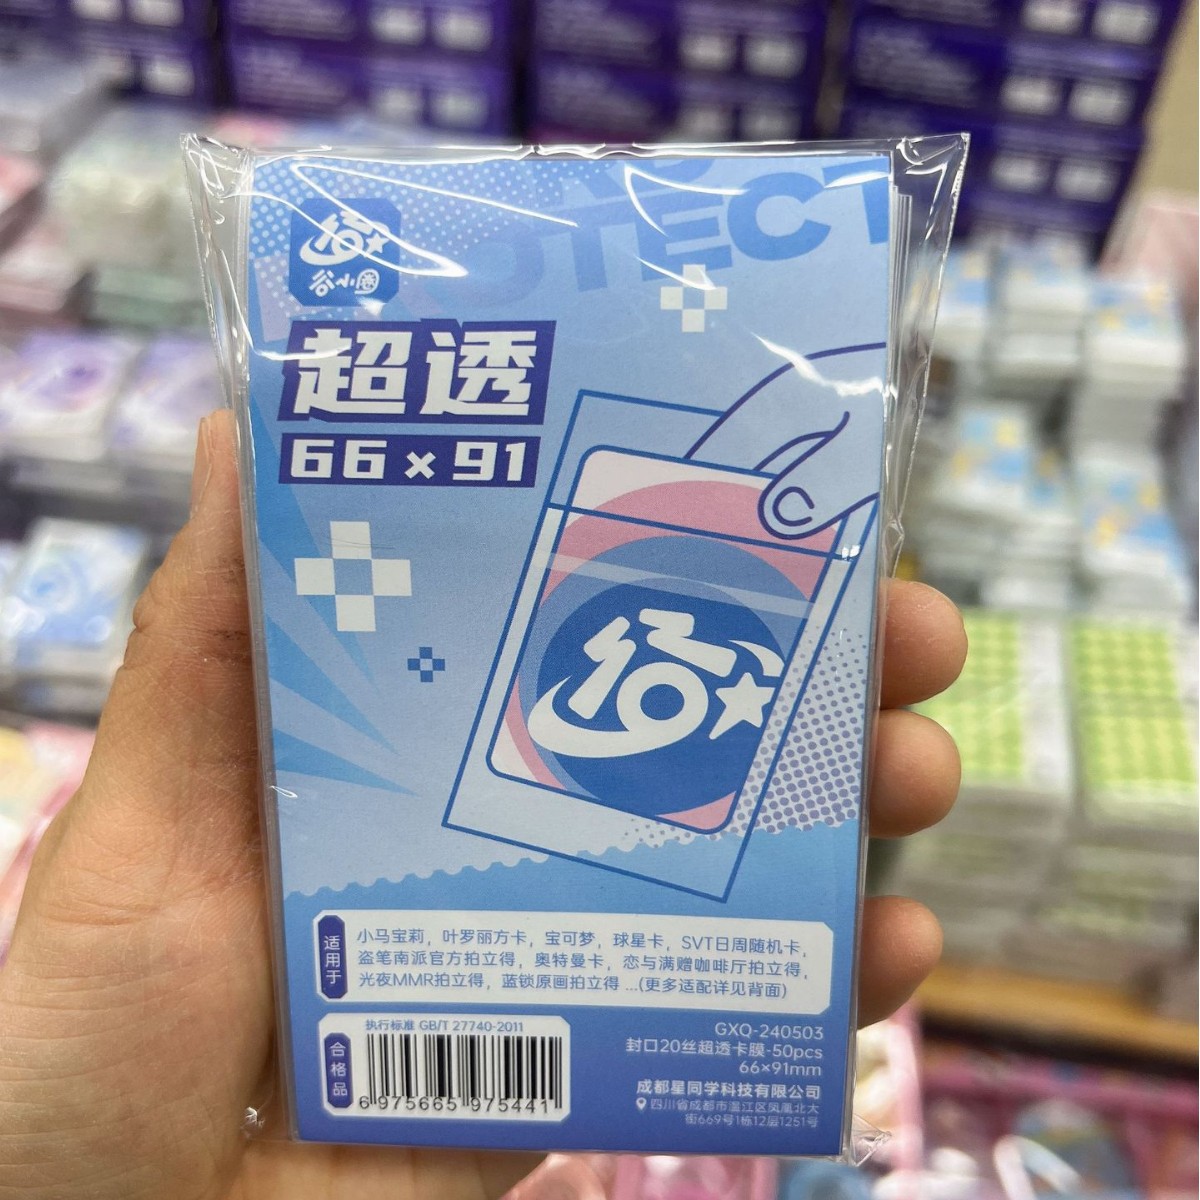 谷小圈
超透
66×91
适用于
小马宝莉，叶罗丽方卡，宝可梦，球星卡，SVT日周随机卡，
盗笔南派官方拍立得，奥特曼卡，恋与满赠咖啡厅拍立得，
光夜MMR拍立得，蓝锁原画拍立得 ...(更多适配详见背面)
合格品
执行标准 GB/T 27740-2011
6 975665 975441
GXQ-240503
封口20丝超透卡膜-50pcs
66×91mm
成都星同学科技有限公司
四川省成都市温江区凤凰北大
街669号1栋12层1251号